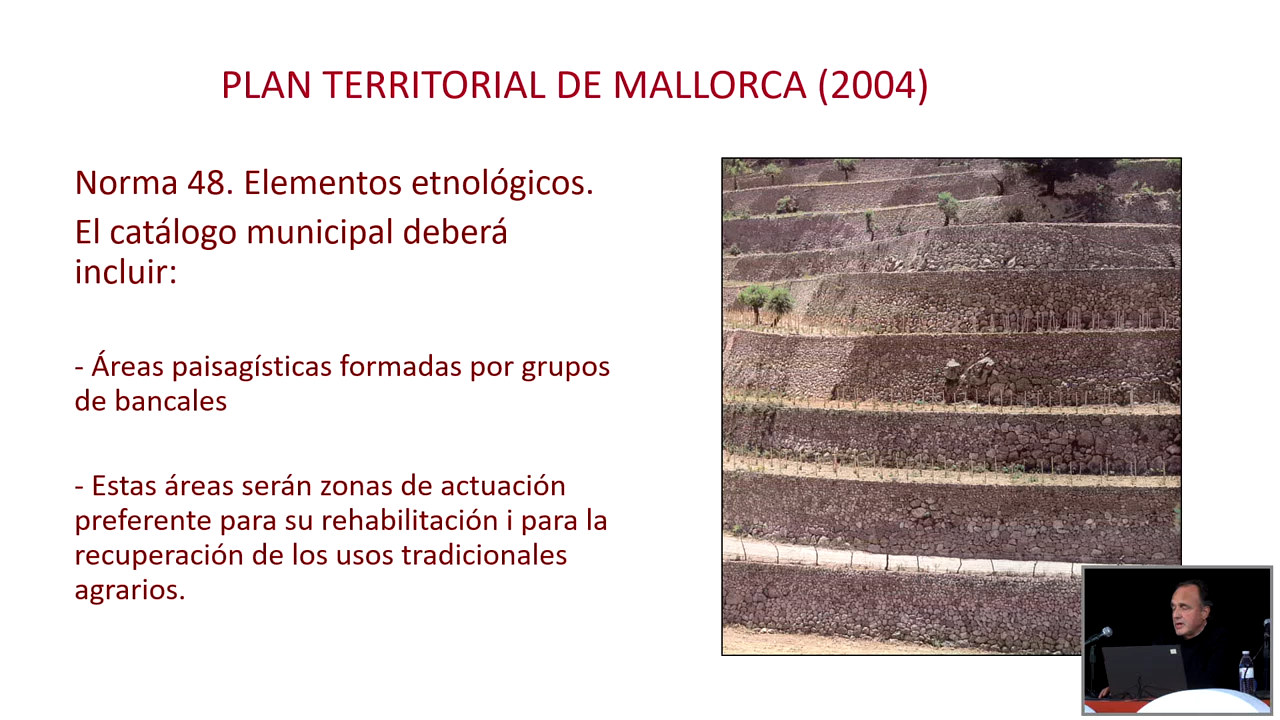 PLAN TERRITORIAL DE MALLORCA (2004)
Norma 48. Elementos etnológicos.
El catálogo municipal deberá
incluir:
- Áreas paisagísticas formadas por grupos
de bancales
- Estas áreas serán zonas de actuación
preferente para su rehabilitación i para la
recuperación de los usos tradicionales
agrarios.